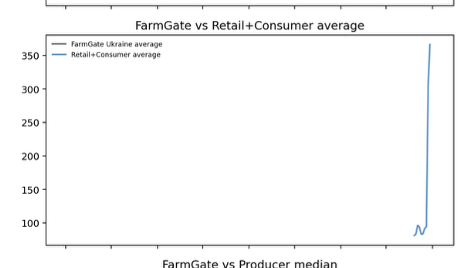 FarmGate vs Retail+Consumer average
FarmGate Ukraine average
Retail+Consumer average
350
300
250
200
150
100
FarmGate vs Producer median